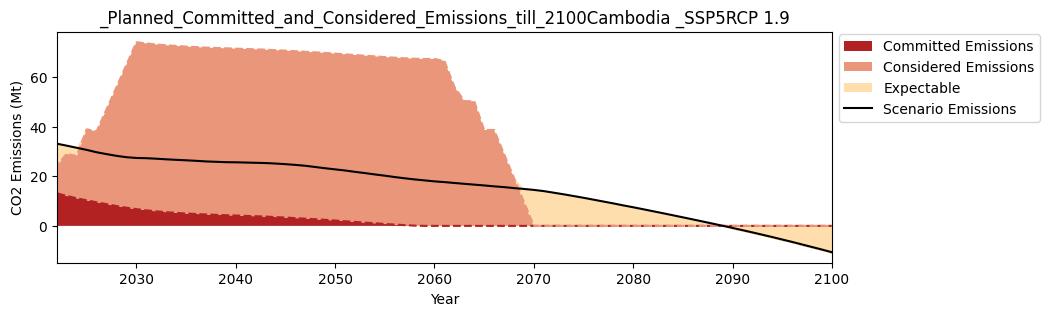 _Planned_Committed_and_Considered_Emissions_till_2100Cambodia _SSP5RCP 1.9
Committed Emissions
Considered Emissions
Expectable
Scenario Emissions
CO2 Emissions (Mt)
60
40
20
0
2030 2040 2050 2060 2070 2080 2090 2100
Year